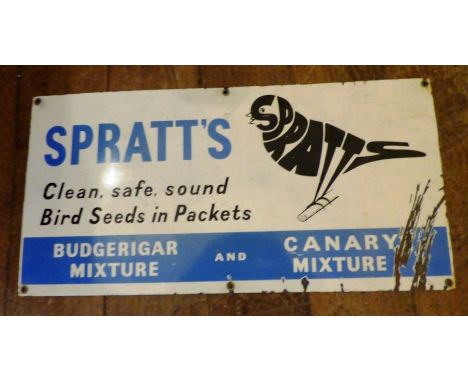 SPRATT'S
SPRATTS
Clean, safe, sound
Bird Seeds in Packets
BUDGERIGAR
MIXTURE
AND
CANARY
MIXTURE